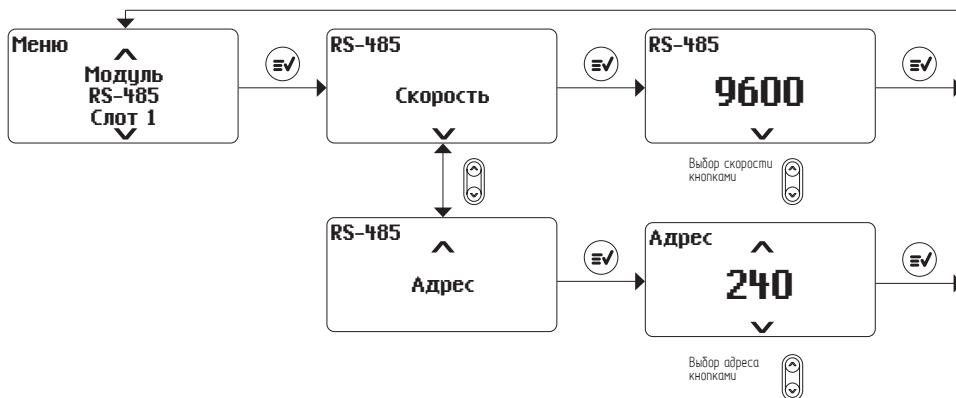 Меню
Модуль
RS-485
Слот 1
RS-485
Скорость
RS-485
9600
Выбор скорости
кнопками
RS-485
Адрес
Адрес
240
Выбор адреса
кнопками